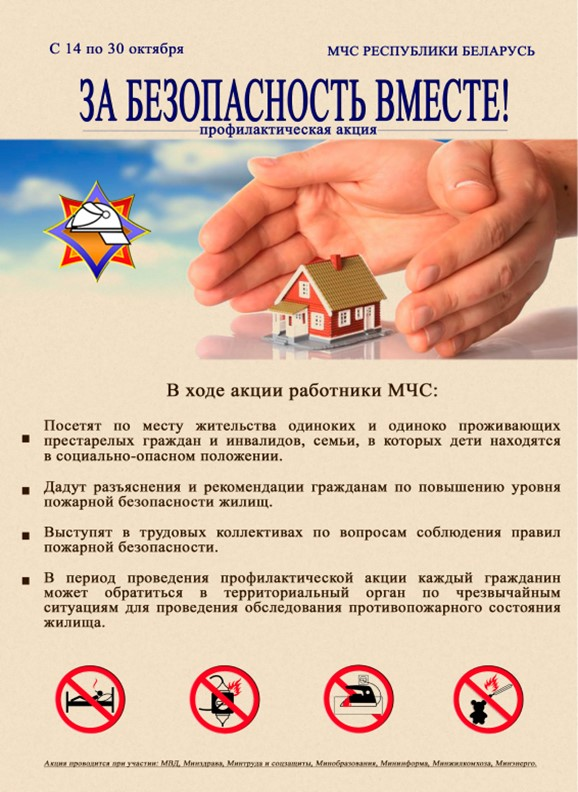 С 14 по 30 октября
МЧС РЕСПУБЛИКИ БЕЛАРУСЬ
ЗА БЕЗОПАСНОСТЬ ВМЕСТЕ!
профилактическая акция
В ходе акции работники МЧС:
Посетят по месту жительства одиноких и одиноко проживающих
престарелых граждан и инвалидов, семьи, в которых дети находятся
в социально-опасном положении.
Дадут разъяснения и рекомендации гражданам по повышению уровня
пожарной безопасности жилищ.
Выступят в трудовых коллективах по вопросам соблюдения правил
пожарной безопасности.
В период проведения профилактической акции каждый гражданин
может обратиться в территориальный орган по чрезвычайным
ситуациям для проведения обследования противопожарного состояния
жилища.
Акция проводится при участии: МВД, Минздрава, Минтруда и соцзащиты, Минобразования, Мининформа, Минжилкомхоза, Минэнерго.